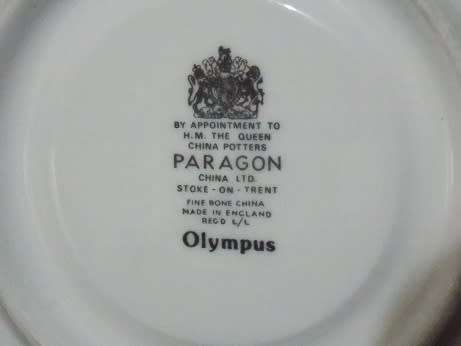 BY APPOINTMENT TO
H.M. THE QUEEN
CHINA POTTERS
PARAGON
CHINA LTD.
STOKE-ON-TRENT
FINE BONE CHINA
MADE IN ENGLAND
REGD L/L
Olympus